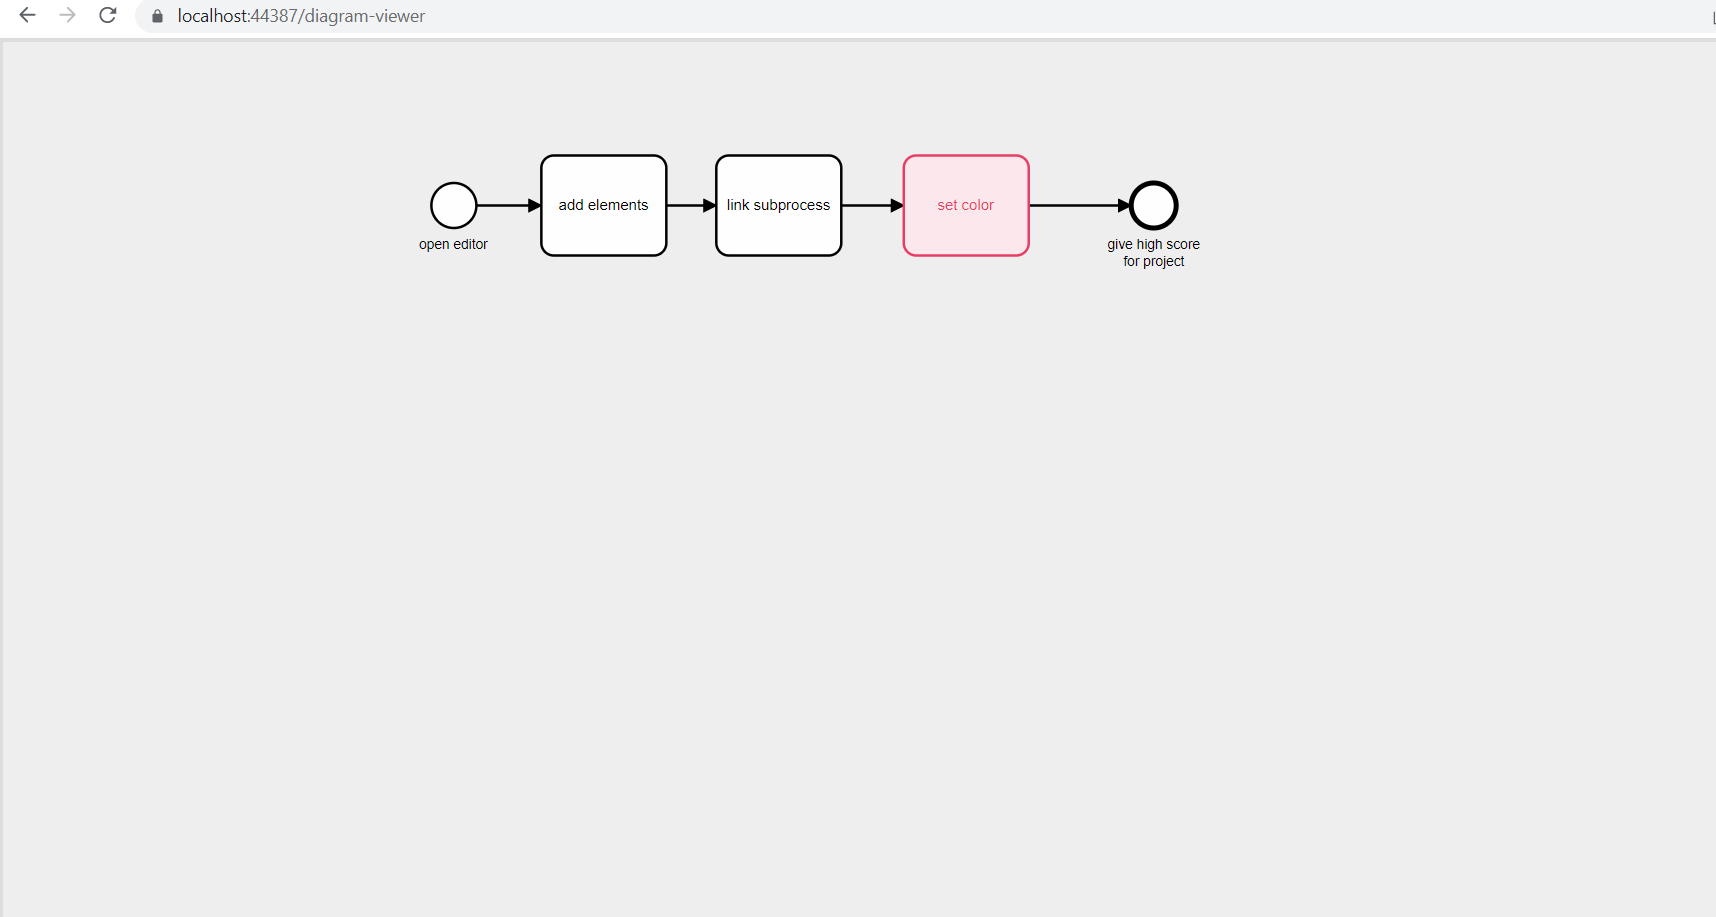 localhost:44387/diagram-viewer
add elements
link subprocess
set color
open editor
give high score
for project